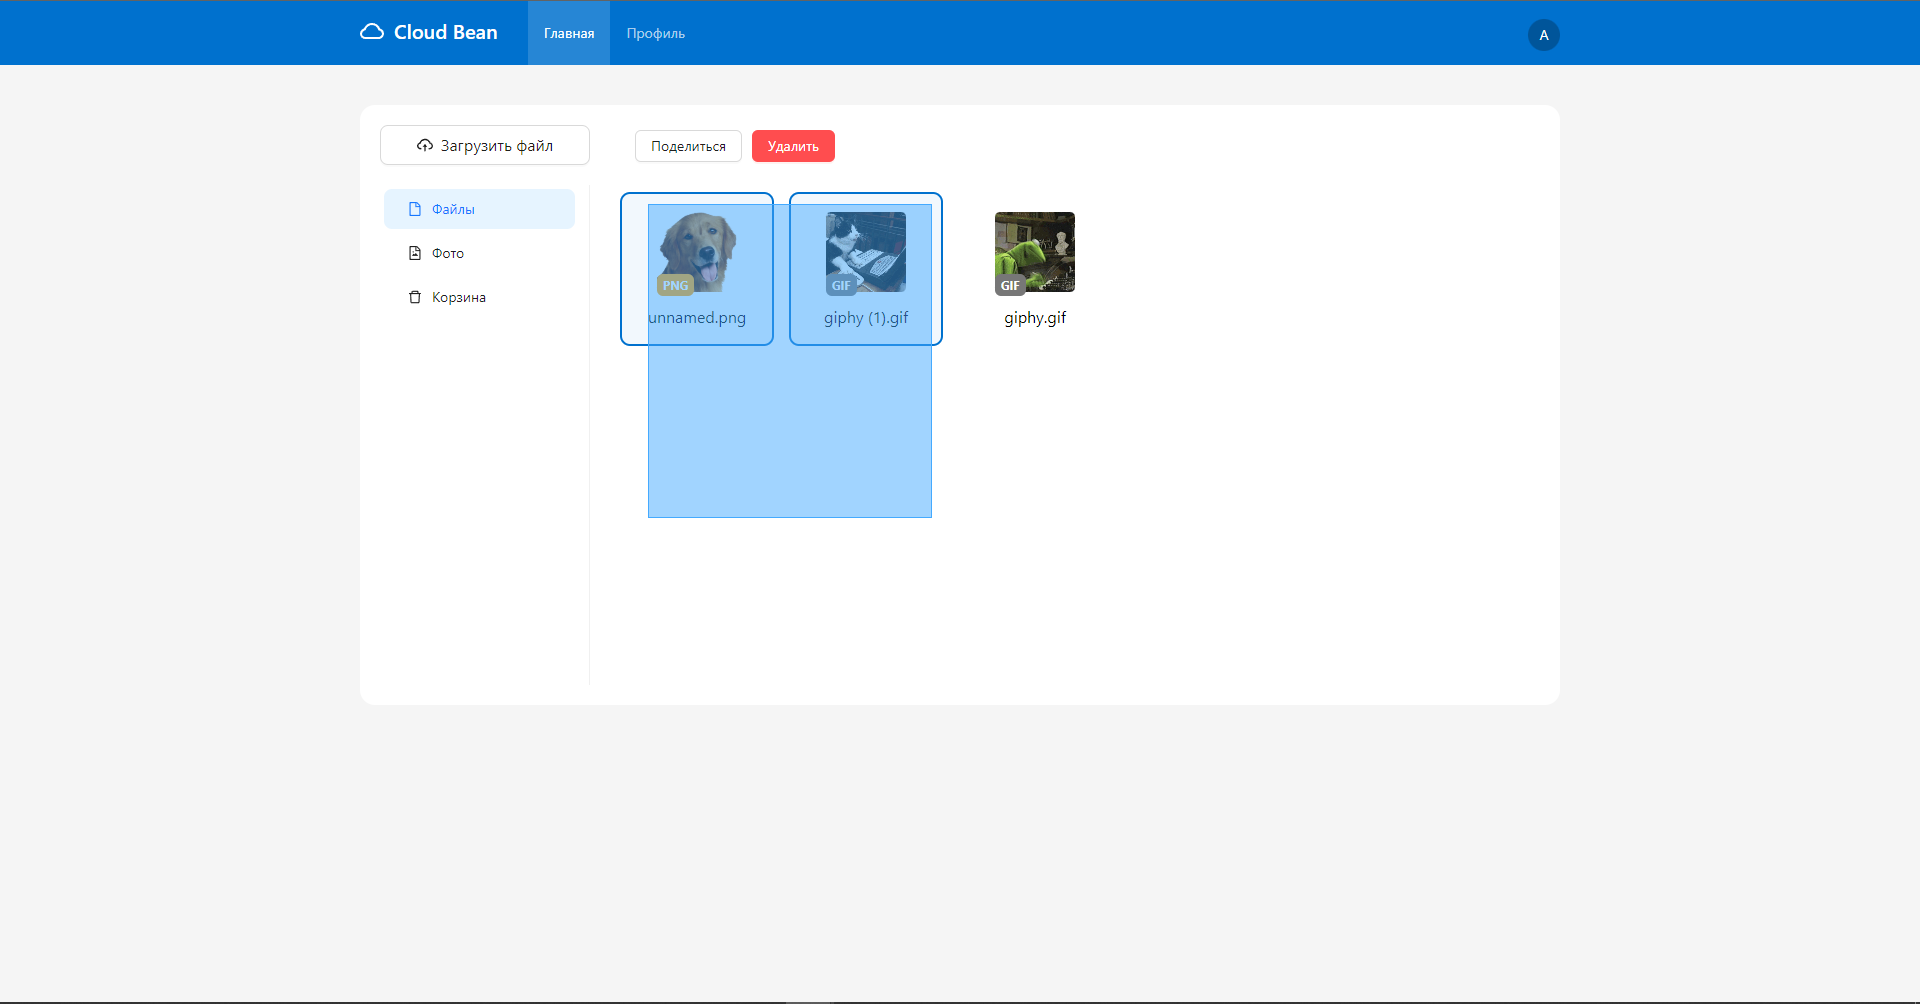 Cloud Bean
Главная
Профиль
A
Загрузить файл
Поделиться
Удалить
Файлы
Фото
Корзина
PNG
unnamed.png
GIF
giphy (1).gif
GIF
giphy.gif